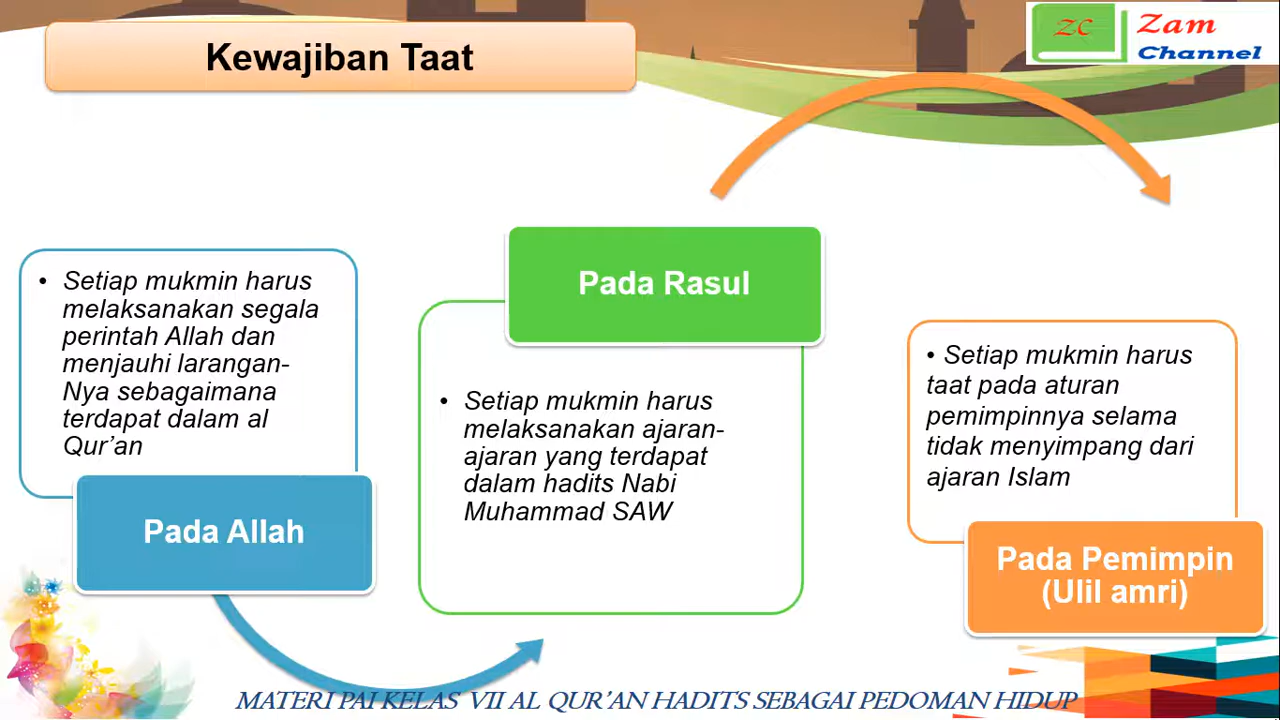 Kewajiban Taat
ZC
Zam
Channel
• Setiap mukmin harus
melaksanakan segala
perintah Allah dan
menjauhi larangan-
Nya sebagaimana
terdapat dalam al
Qur’an
Pada Allah
Pada Rasul
• Setiap mukmin harus
melaksanakan ajaran-
ajaran yang terdapat
dalam hadits Nabi
Muhammad SAW
• Setiap mukmin harus
taat pada aturan
pemimpinnya selama
tidak menyimpang dari
ajaran Islam
Pada Pemimpin
(Ulil amri)
MATERI PAI KELAS VII AL QUR’AN HADITS SEBAGAI PEDOMAN HIDUP